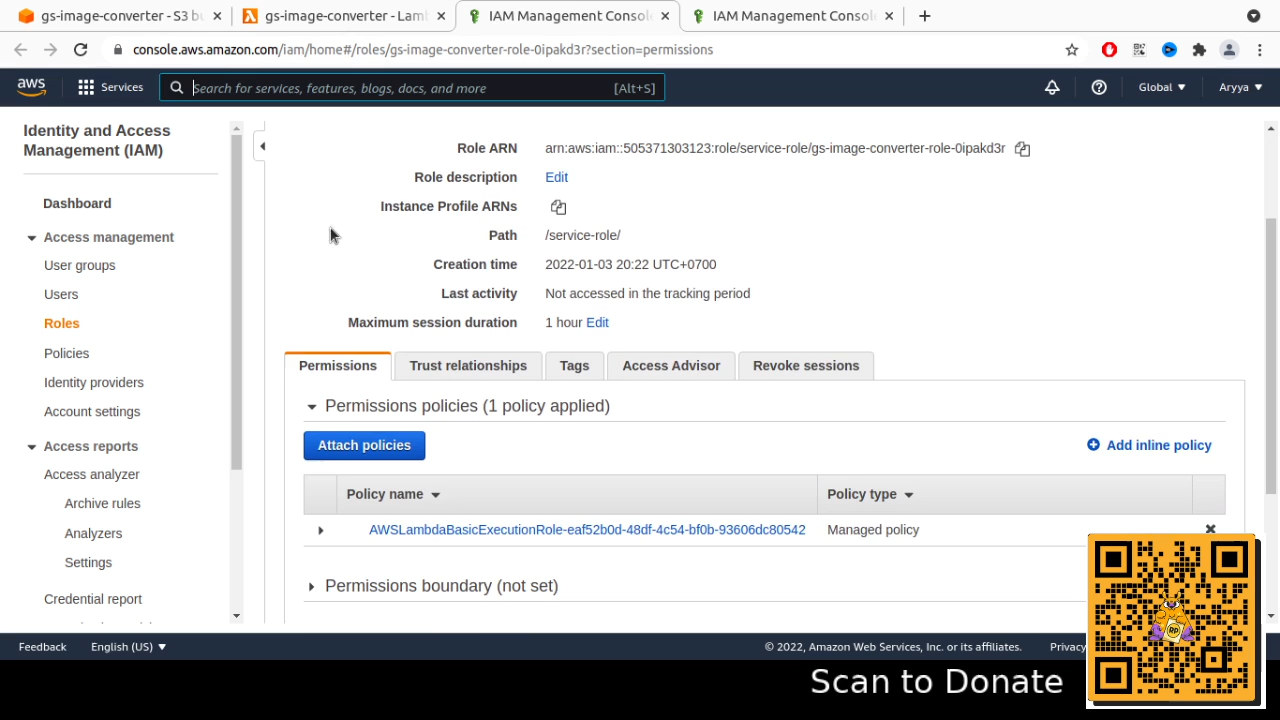 gs-image-converter - S3 bu
gs-image-converter - Lam
IAM Management Conso
IAM Management Conso
console.aws.amazon.com/iam/home#/roles/gs-image-converter-role-0ipakd3r?section=permissions
aws
Services
Search for services, features, blogs, docs, and more
[Alt+S]
Global
Aryya
Identity and Access
Management (IAM)
Dashboard
Access management
User groups
Users
Roles
Policies
Identity providers
Account settings
Access reports
Access analyzer
Archive rules
Analyzers
Settings
Credential report
Role ARN arn:aws:iam::505371303123:role/service-role/gs-image-converter-role-0ipakd3r
Role description Edit
Instance Profile ARNs
Path /service-role/
Creation time 2022-01-03 20:22 UTC+0700
Last activity Not accessed in the tracking period
Maximum session duration 1 hour Edit
Permissions Trust relationships Tags Access Advisor Revoke sessions
Permissions policies (1 policy applied)
Attach policies
Add inline policy
Policy name Policy type
AWSLambdaBasicExecutionRole-eaf52b0d-48df-4c54-bf0b-93606dc80542 Managed policy
Permissions boundary (not set)
Feedback English (US) © 2022, Amazon Web Services, Inc. or its affiliates. Privacy
RP
Scan to Donate